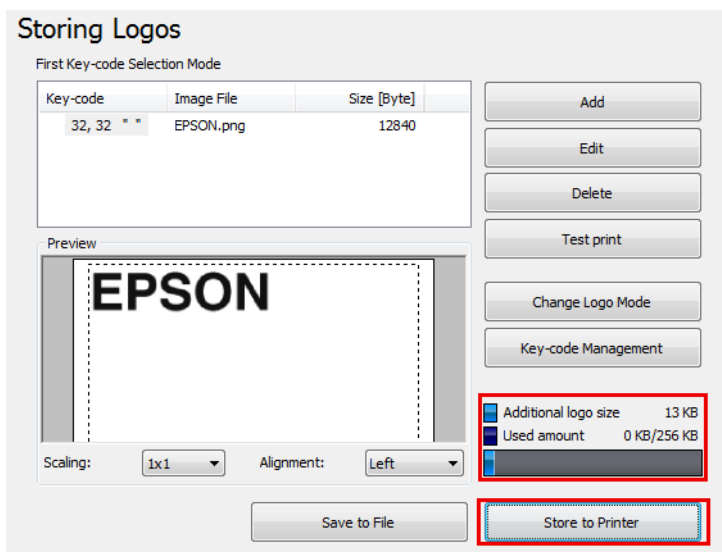 Storing Logos
First Key-code Selection Mode
Key-code Image File Size [Byte]
32, 32 " " EPSON.png 12840
Add
Edit
Delete
Test print
Preview
EPSON
Change Logo Mode
Key-code Management
Additional logo size 13 KB
Used amount 0 KB/256 KB
Scaling: 1x1 Alignment: Left
Save to File Store to Printer